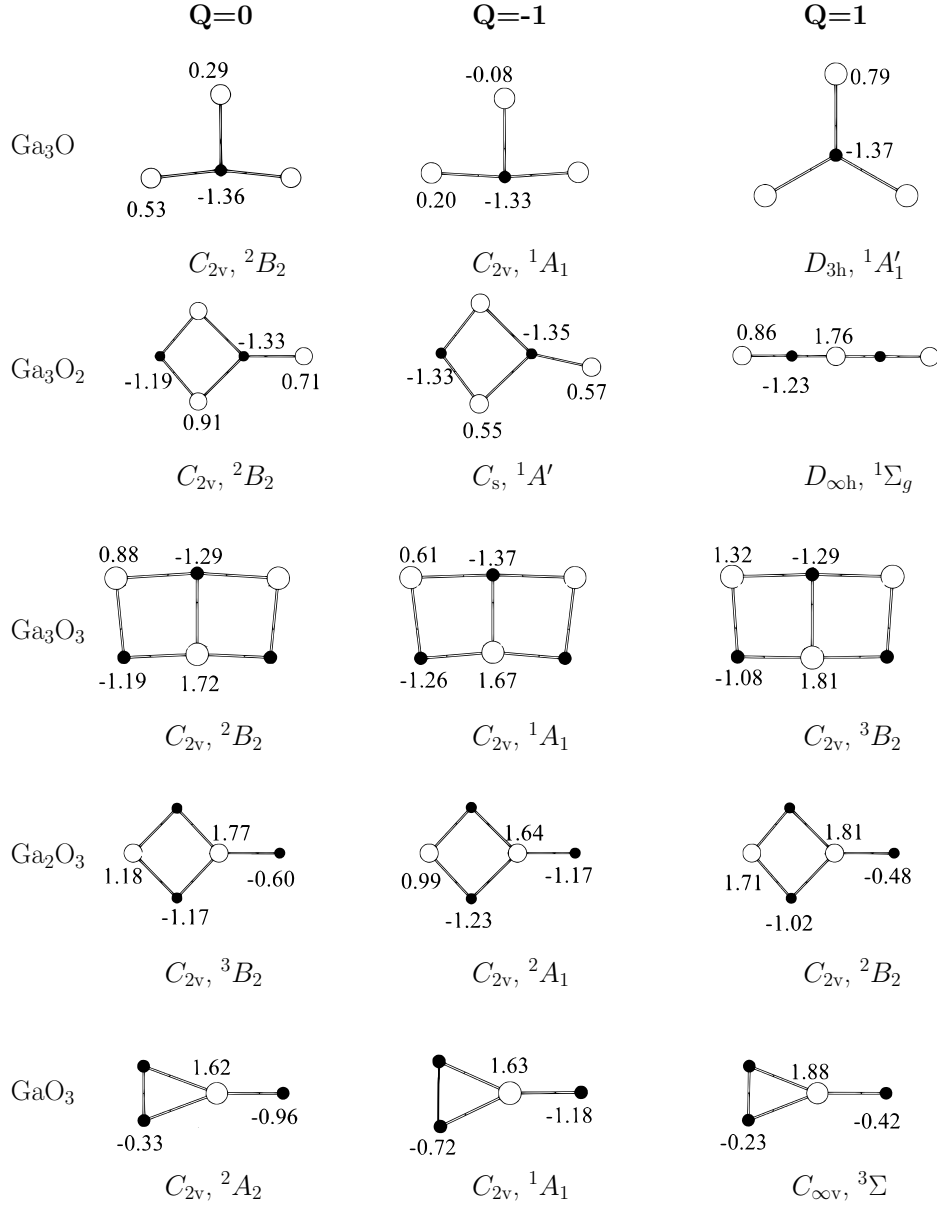 Q=0 Q=-1 Q=1
0.29 -0.08 0.79
Ga₃O
-1.37
0.53 -1.36 0.20 -1.33
C₂ᵥ, ²B₂ C₂ᵥ, ¹A₁ D₃ₕ, ¹A′₁
-1.33 -1.35 0.86 1.76
Ga₃O₂
-1.19 0.71 -1.33 0.57 -1.23
0.91 0.55
C₂ᵥ, ²B₂ Cₛ, ¹A′ D∞ₕ, ¹Σg
0.88 -1.29 0.61 -1.37 1.32 -1.29
Ga₃O₃
-1.19 1.72 -1.26 1.67 -1.08 1.81
C₂ᵥ, ²B₂ C₂ᵥ, ¹A₁ C₂ᵥ, ³B₂
1.77 1.64 1.81
Ga₂O₃
1.18 -0.60 0.99 -1.17 1.71 -0.48
-1.17 -1.23 -1.02
C₂ᵥ, ³B₂ C₂ᵥ, ²A₁ C₂ᵥ, ²B₂
1.62 1.63 1.88
GaO₃
-0.33 -0.96 -0.72 -1.18 -0.23 -0.42
C₂ᵥ, ²A₂ C₂ᵥ, ¹A₁ C∞ᵥ, ³Σ